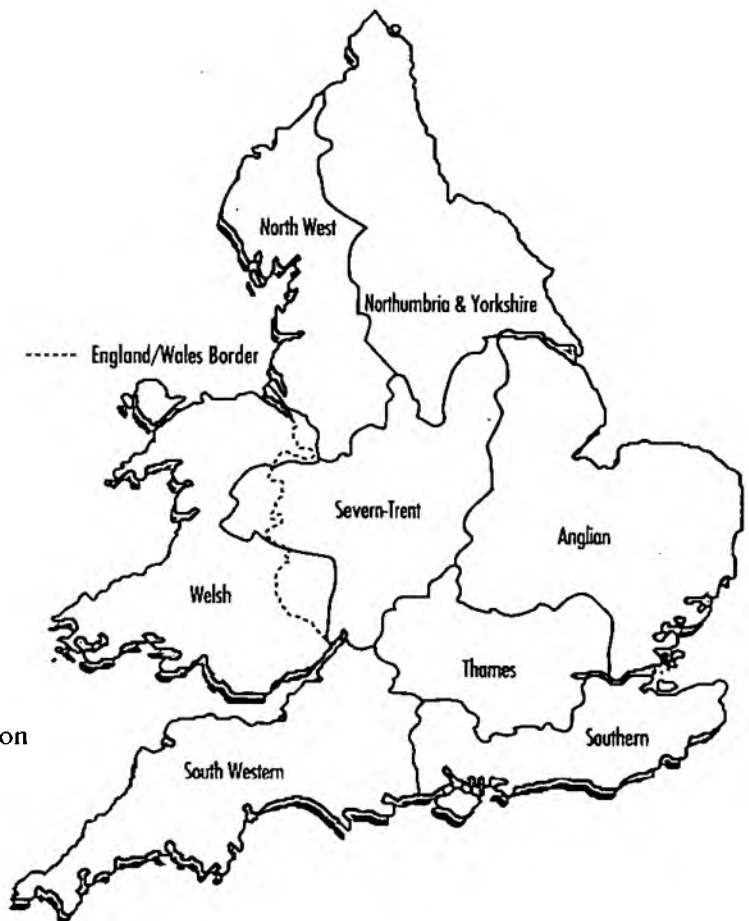 North West
Northumbria & Yorkshire
England/Wales Border
Severn-Trent
Anglian
Welsh
Thames
on
Southern
South Western